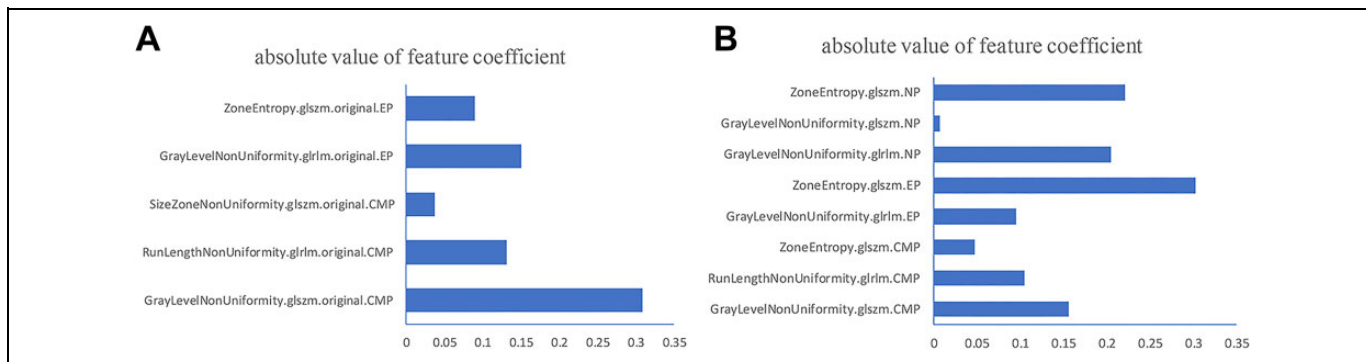 A
absolute value of feature coefficient
ZoneEntropy.glszm.original.EP
GrayLevelNonUniformity.glrlm.original.EP
SizeZoneNonUniformity.glszm.original.CMP
RunLengthNonUniformity.glrlm.original.CMP
GrayLevelNonUniformity.glszm.original.CMP
0 0.05 0.1 0.15 0.2 0.25 0.3 0.35
B
absolute value of feature coefficient
ZoneEntropy.glszm.NP
GrayLevelNonUniformity.glszm.NP
GrayLevelNonUniformity.glrlm.NP
ZoneEntropy.glszm.EP
GrayLevelNonUniformity.glrlm.EP
ZoneEntropy.glszm.CMP
RunLengthNonUniformity.glrlm.CMP
GrayLevelNonUniformity.glszm.CMP
0 0.05 0.1 0.15 0.2 0.25 0.3 0.35